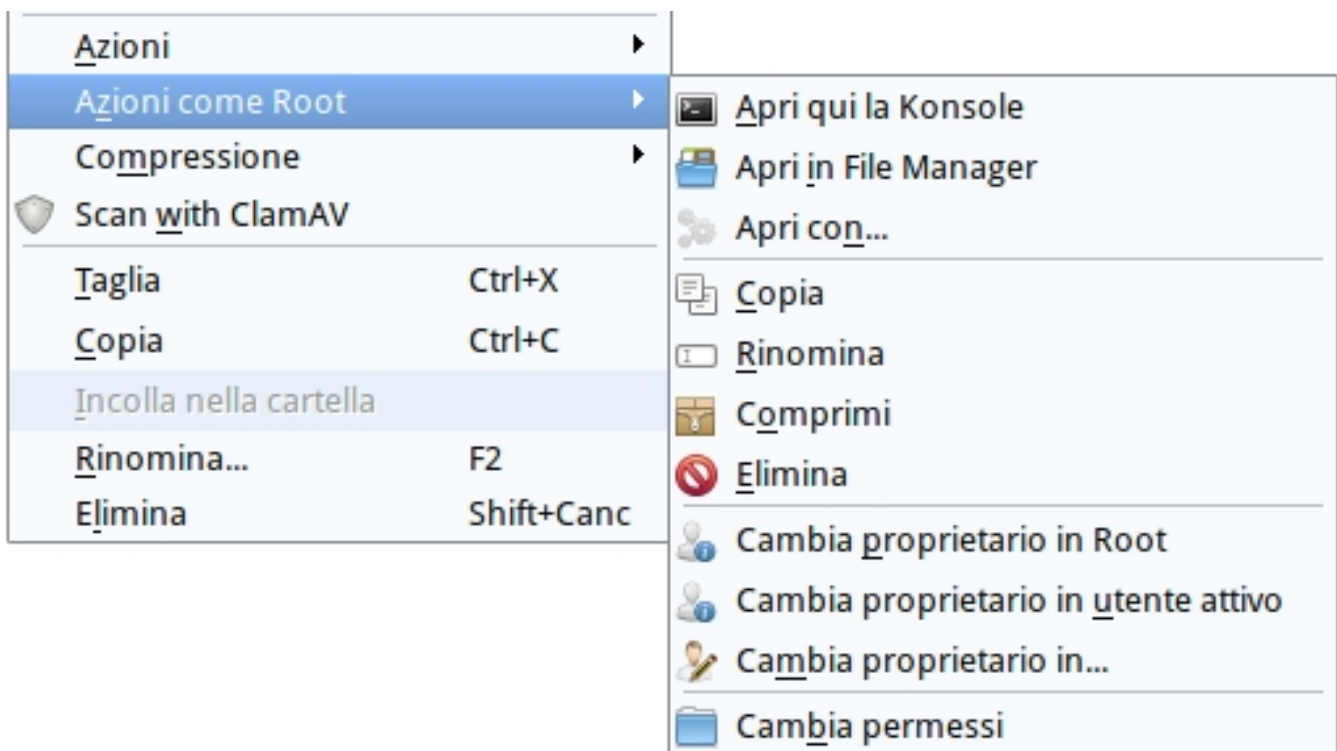 Azioni
Azioni come Root
Compressione
Scan with ClamAV
Taglia Ctrl+X
Copia Ctrl+C
Incolla nella cartella
Rinomina... F2
Elimina Shift+Canc
Apri qui la Konsole
Apri in File Manager
Apri con...
Copia
Rinomina
Comprimi
Elimina
Cambia proprietario in Root
Cambia proprietario in utente attivo
Cambia proprietario in...
Cambia permessi